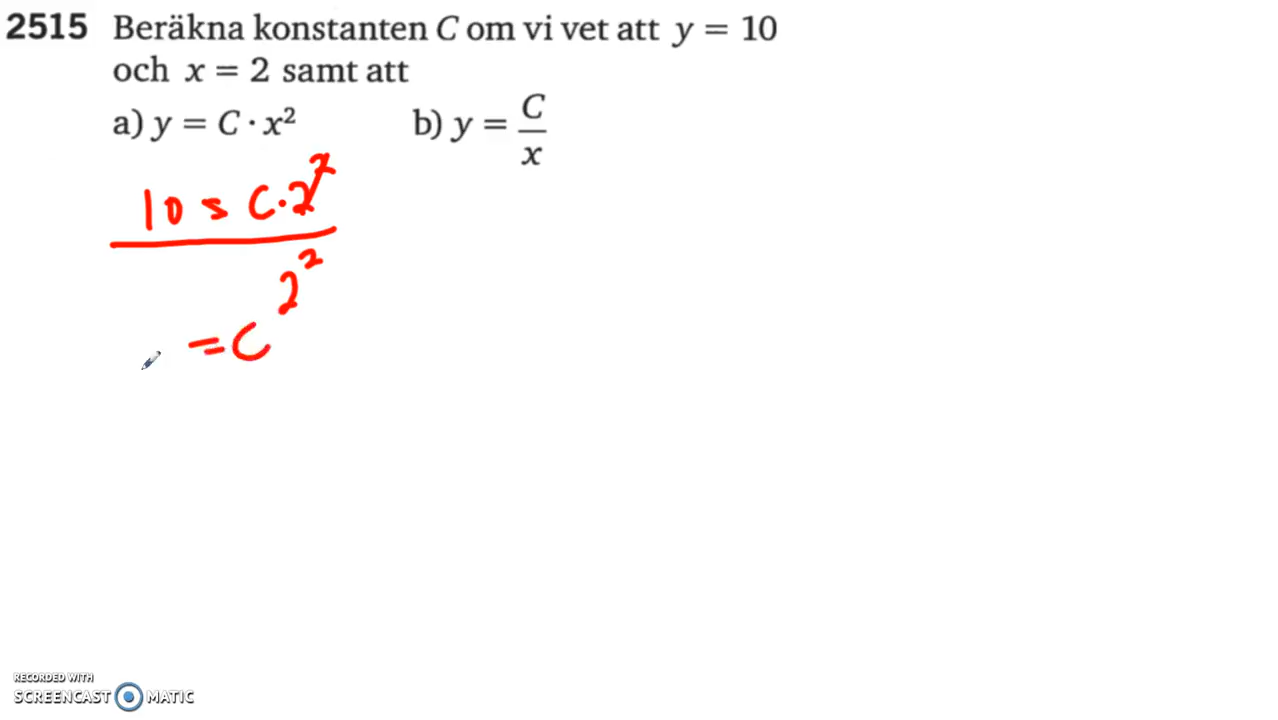 2515 Beräkna konstanten C om vi vet att y = 10
och x = 2 samt att
a) y = C · x² b) y = C/x
10 = C · 2²
2²
= C
RECORDED WITH
SCREENCAST MATIC